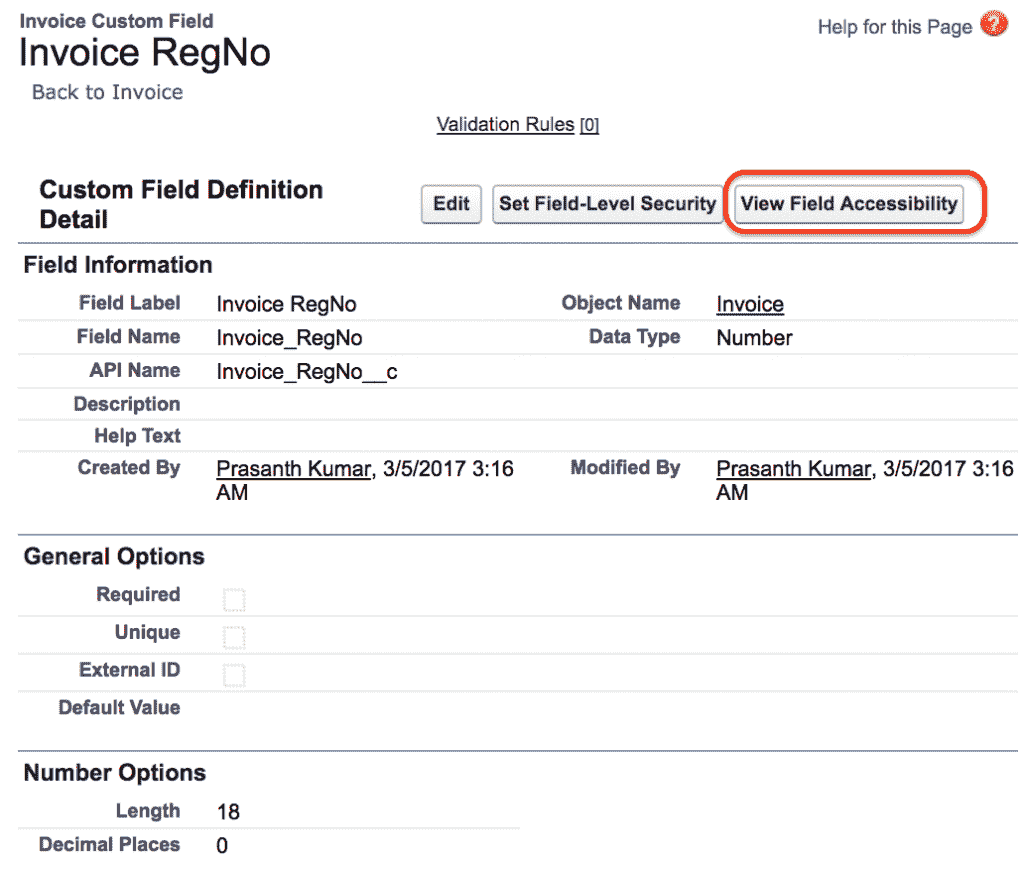 Invoice Custom Field
Help for this Page ?
Invoice RegNo
Back to Invoice
Validation Rules [0]
Custom Field Definition
Detail
Edit Set Field-Level Security View Field Accessibility
Field Information
Field Label Invoice RegNo Object Name Invoice
Field Name Invoice_RegNo Data Type Number
API Name Invoice_RegNo__c
Description
Help Text
Created By Prasanth Kumar, 3/5/2017 3:16 AM Modified By Prasanth Kumar, 3/5/2017 3:16 AM
General Options
Required
Unique
External ID
Default Value
Number Options
Length 18
Decimal Places 0